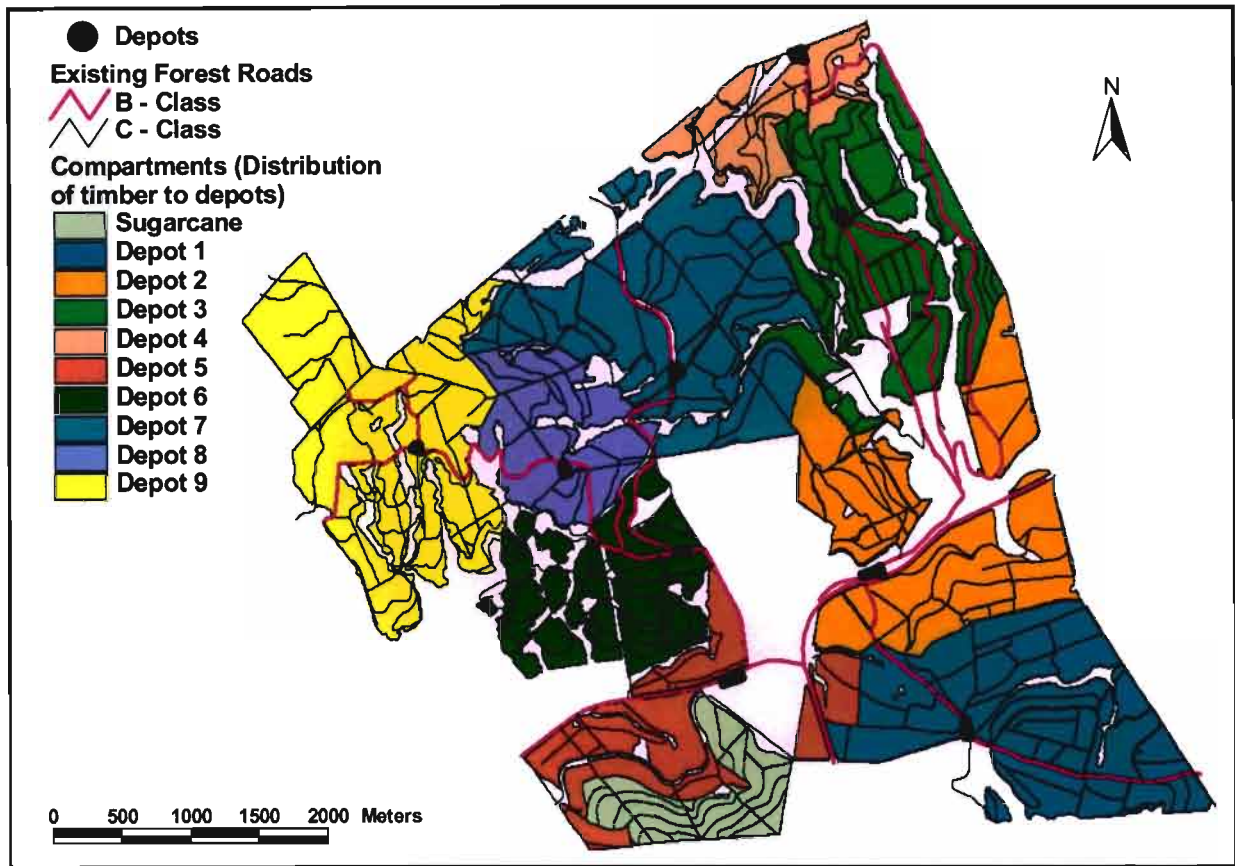 Depots
Existing Forest Roads
B - Class
C - Class
Compartments (Distribution
of timber to depots)
Sugarcane
Depot 1
Depot 2
Depot 3
Depot 4
Depot 5
Depot 6
Depot 7
Depot 8
Depot 9
N
0 500 1000 1500 2000 Meters